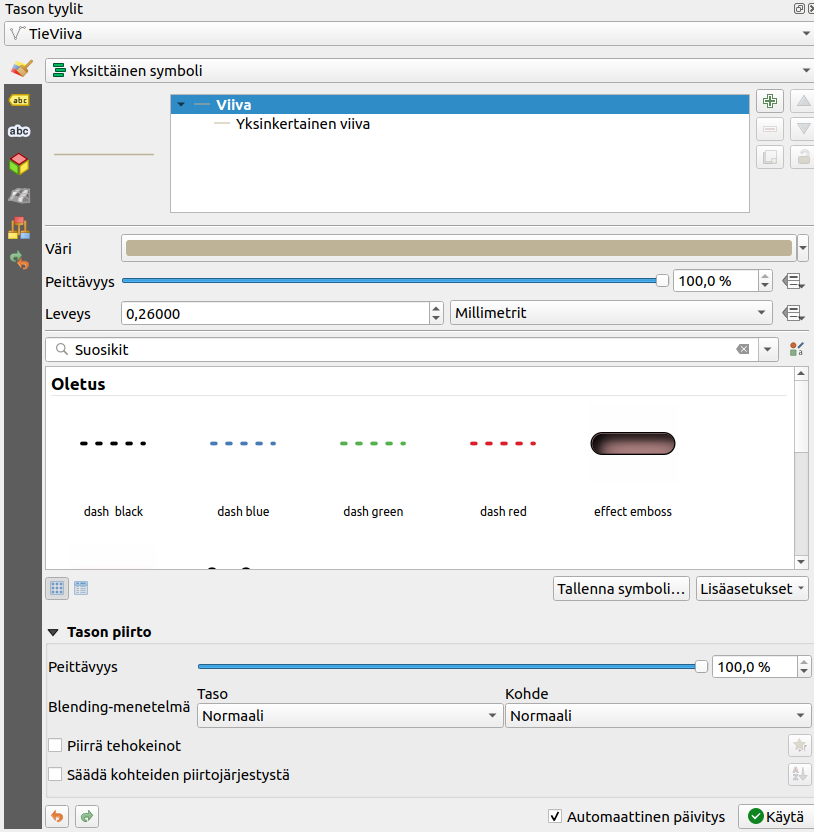 Tason tyylit
TieViiva
Yksittäinen symboli
abc
abc
Viiva
Yksinkertainen viiva
Väri
Peittävyys
100,0 %
Leveys
0,26000
Millimetrit
Suosikit
Oletus
dash  black
dash blue
dash green
dash red
effect emboss
Tallenna symboli…
Lisäasetukset
Tason piirto
Peittävyys
100,0 %
Taso
Kohde
Blending-menetelmä
Normaali
Normaali
Piirrä tehokeinot
Säädä kohteiden piirtojärjestystä
Automaattinen päivitys
Käytä